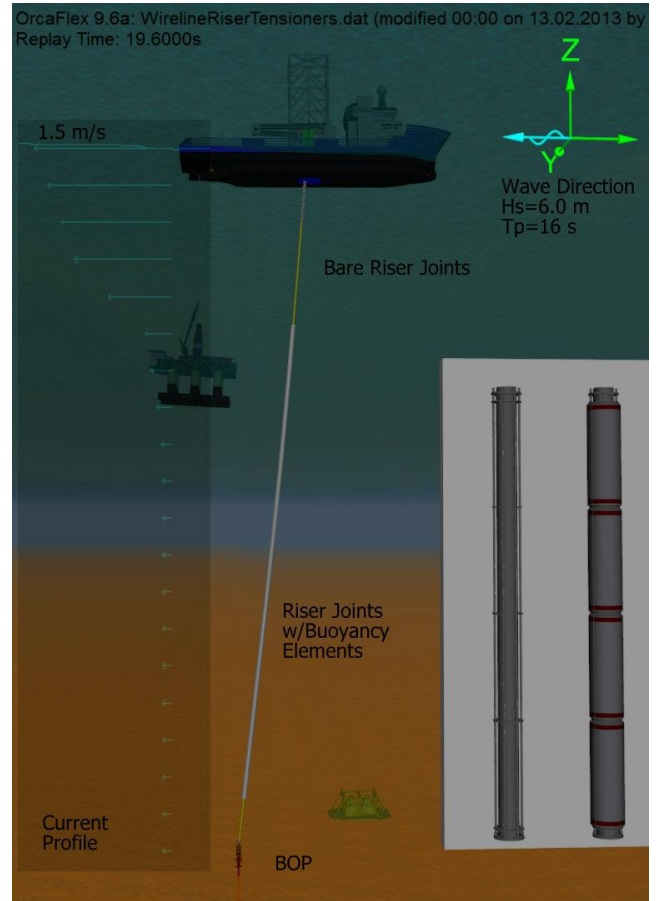 OrcaFlex 9.6a: WirelineRiserTensioners.dat (modified 00:00 on 13.02.2013 by
Replay Time: 19.6000s
1.5 m/s
Z
Y
Wave Direction
Hs=6.0 m
Tp=16 s
Bare Riser Joints
Riser Joints
w/Buoyancy
Elements
Current
Profile
BOP